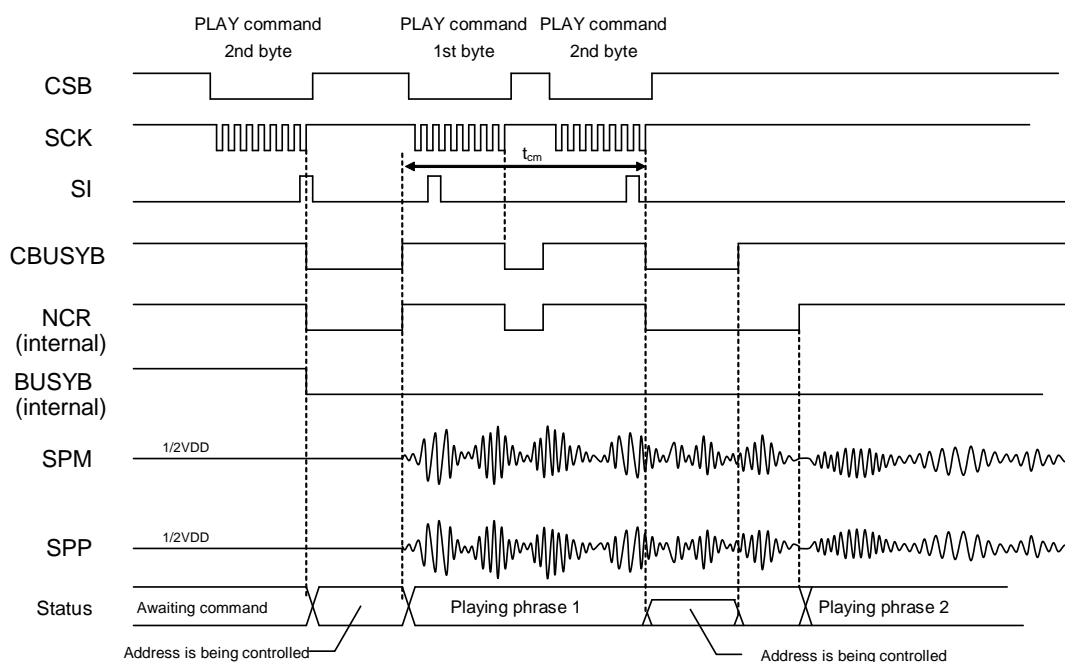 PLAY command
2nd byte
PLAY command
1st byte
PLAY command
2nd byte
CSB
SCK
tcm
SI
CBUSYB
NCR
(internal)
BUSYB
(internal)
SPM
1/2VDD
SPP
1/2VDD
Status
Awaiting command
Playing phrase 1
Playing phrase 2
Address is being controlled
Address is being controlled